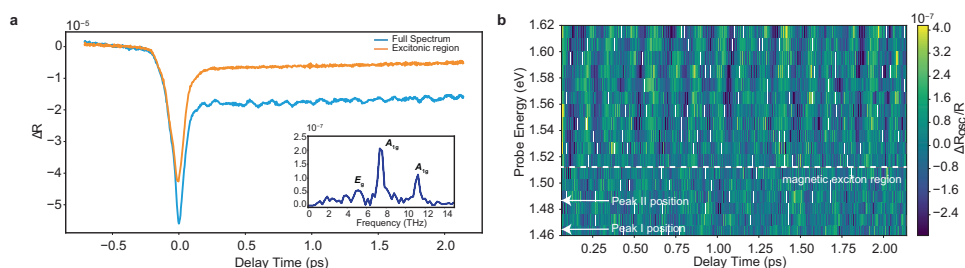 a
b
10⁻⁵
Full Spectrum
Excitonic region
0
−1
−2
−3
−4
−5
ΔR
−0.5
0.0
0.5
1.0
1.5
2.0
Delay Time (ps)
10⁻⁷
2.5
2.0
1.5
1.0
0.5
0.0
E_g
A_1g
A_1g
0 2 4 6 8 10 12 14
Frequency (THz)
1.62
1.60
1.58
1.56
1.54
1.52
1.50
1.48
1.46
Probe Energy (eV)
magnetic exciton region
Peak II position
Peak I position
0.25 0.50 0.75 1.00 1.25 1.50 1.75 2.00
Delay Time (ps)
10⁻⁷
4.0
3.2
2.4
1.6
0.8
0.0
−0.8
−1.6
−2.4
ΔR_OSC/R